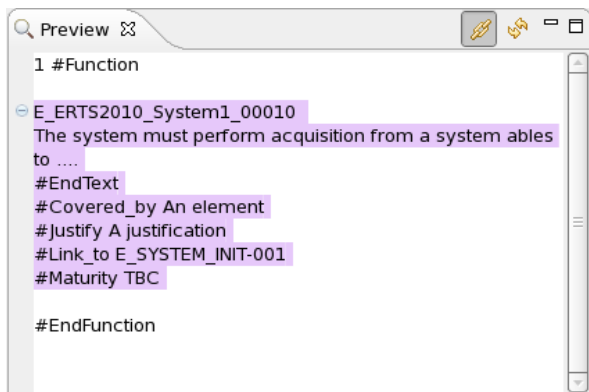 Preview
1 #Function
E_ERTS2010_System1_00010
The system must perform acquisition from a system ables
to ....
#EndText
#Covered_by An element
#Justify A justification
#Link_to E_SYSTEM_INIT-001
#Maturity TBC
#EndFunction